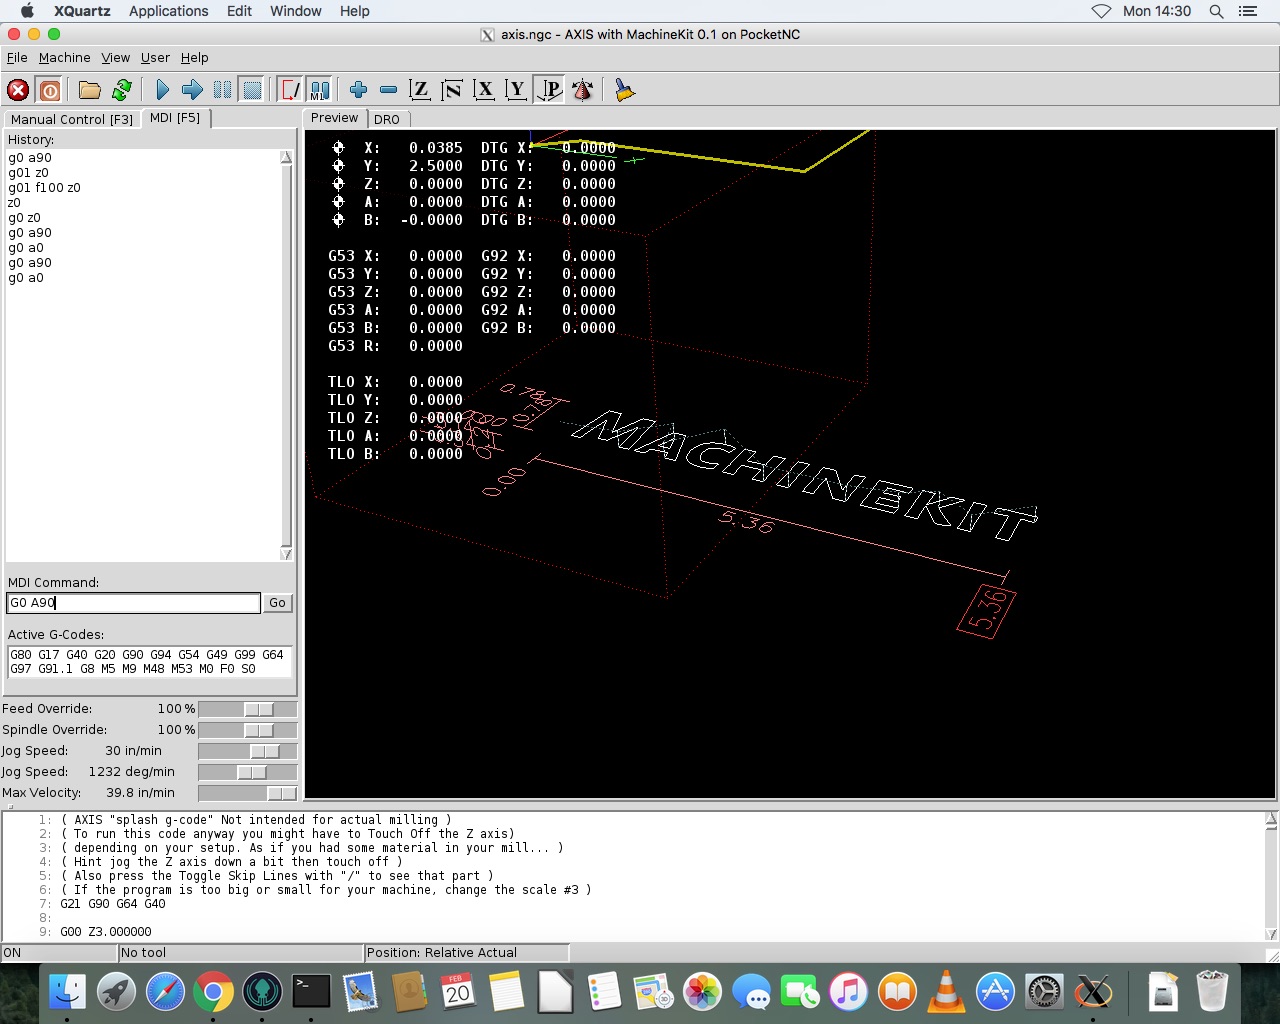 XQuartz Applications Edit Window Help Mon 14:30
axis.ngc - AXIS with MachineKit 0.1 on PocketNC
File Machine View User Help
Z N X Y P
Manual Control [F3] MDI [F5] Preview DRO
History:
g0 a90
g01 z0
g01 f100 z0
z0
g0 z0
g0 a90
g0 a0
g0 a90
g0 a0
MDI Command:
G0 A90 Go
Active G-Codes:
G80 G17 G40 G20 G90 G94 G54 G49 G99 G64
G97 G91.1 G8 M5 M9 M48 M53 M0 F0 S0
Feed Override: 100 %
Spindle Override: 100 %
Jog Speed: 30 in/min
Jog Speed: 1232 deg/min
Max Velocity: 39.8 in/min
X: 0.0385 DTG X: 0.0000
Y: 2.5000 DTG Y: 0.0000
Z: 0.0000 DTG Z: 0.0000
A: 0.0000 DTG A: 0.0000
B: -0.0000 DTG B: 0.0000
G53 X: 0.0000 G92 X: 0.0000
G53 Y: 0.0000 G92 Y: 0.0000
G53 Z: 0.0000 G92 Z: 0.0000
G53 A: 0.0000 G92 A: 0.0000
G53 B: 0.0000 G92 B: 0.0000
G53 R: 0.0000
TLO X: 0.0000
TLO Y: 0.0000
TLO Z: 0.0000
TLO A: 0.0000
TLO B: 0.0000
MACHINEKIT
0.00
5.36
5.36
1: ( AXIS "splash g-code" Not intended for actual milling )
2: ( To run this code anyway you might have to Touch Off the Z axis)
3: ( depending on your setup. As if you had some material in your mill... )
4: ( Hint jog the Z axis down a bit then touch off )
5: ( Also press the Toggle Skip Lines with "/" to see that part )
6: ( If the program is too big or small for your machine, change the scale #3 )
7: G21 G90 G64 G40
8:
9: G00 Z3.000000
ON No tool Position: Relative Actual
FEB
20